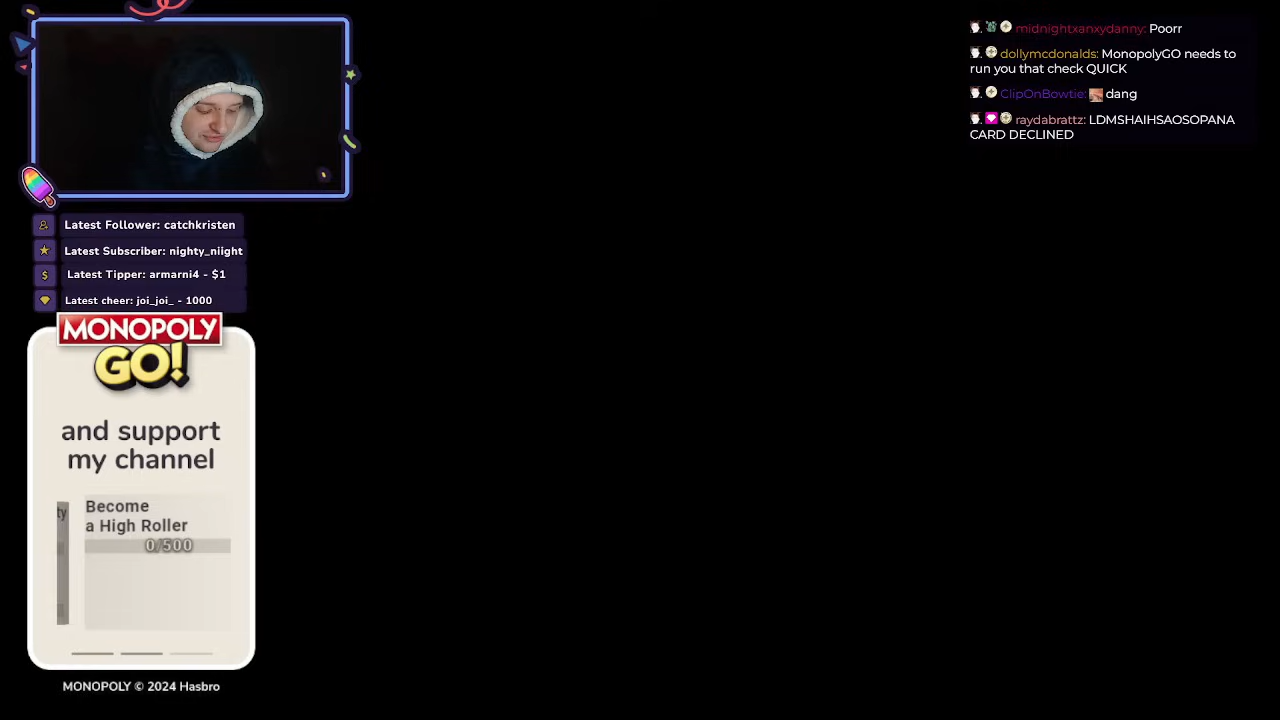 midnightxanxydanny: Poorr
dollymcdonalds: MonopolyGO needs to
run you that check QUICK
ClipOnBowtie: dang
raydabrattz: LDMSHAIHSAOSOPANA
CARD DECLINED
Latest Follower: catchkristen
Latest Subscriber: nighty_niight
$ Latest Tipper: armarni4 - $1
Latest cheer: joi_joi_ - 1000
MONOPOLY
GO!
and support
my channel
ty
Become
a High Roller
0/500
MONOPOLY © 2024 Hasbro